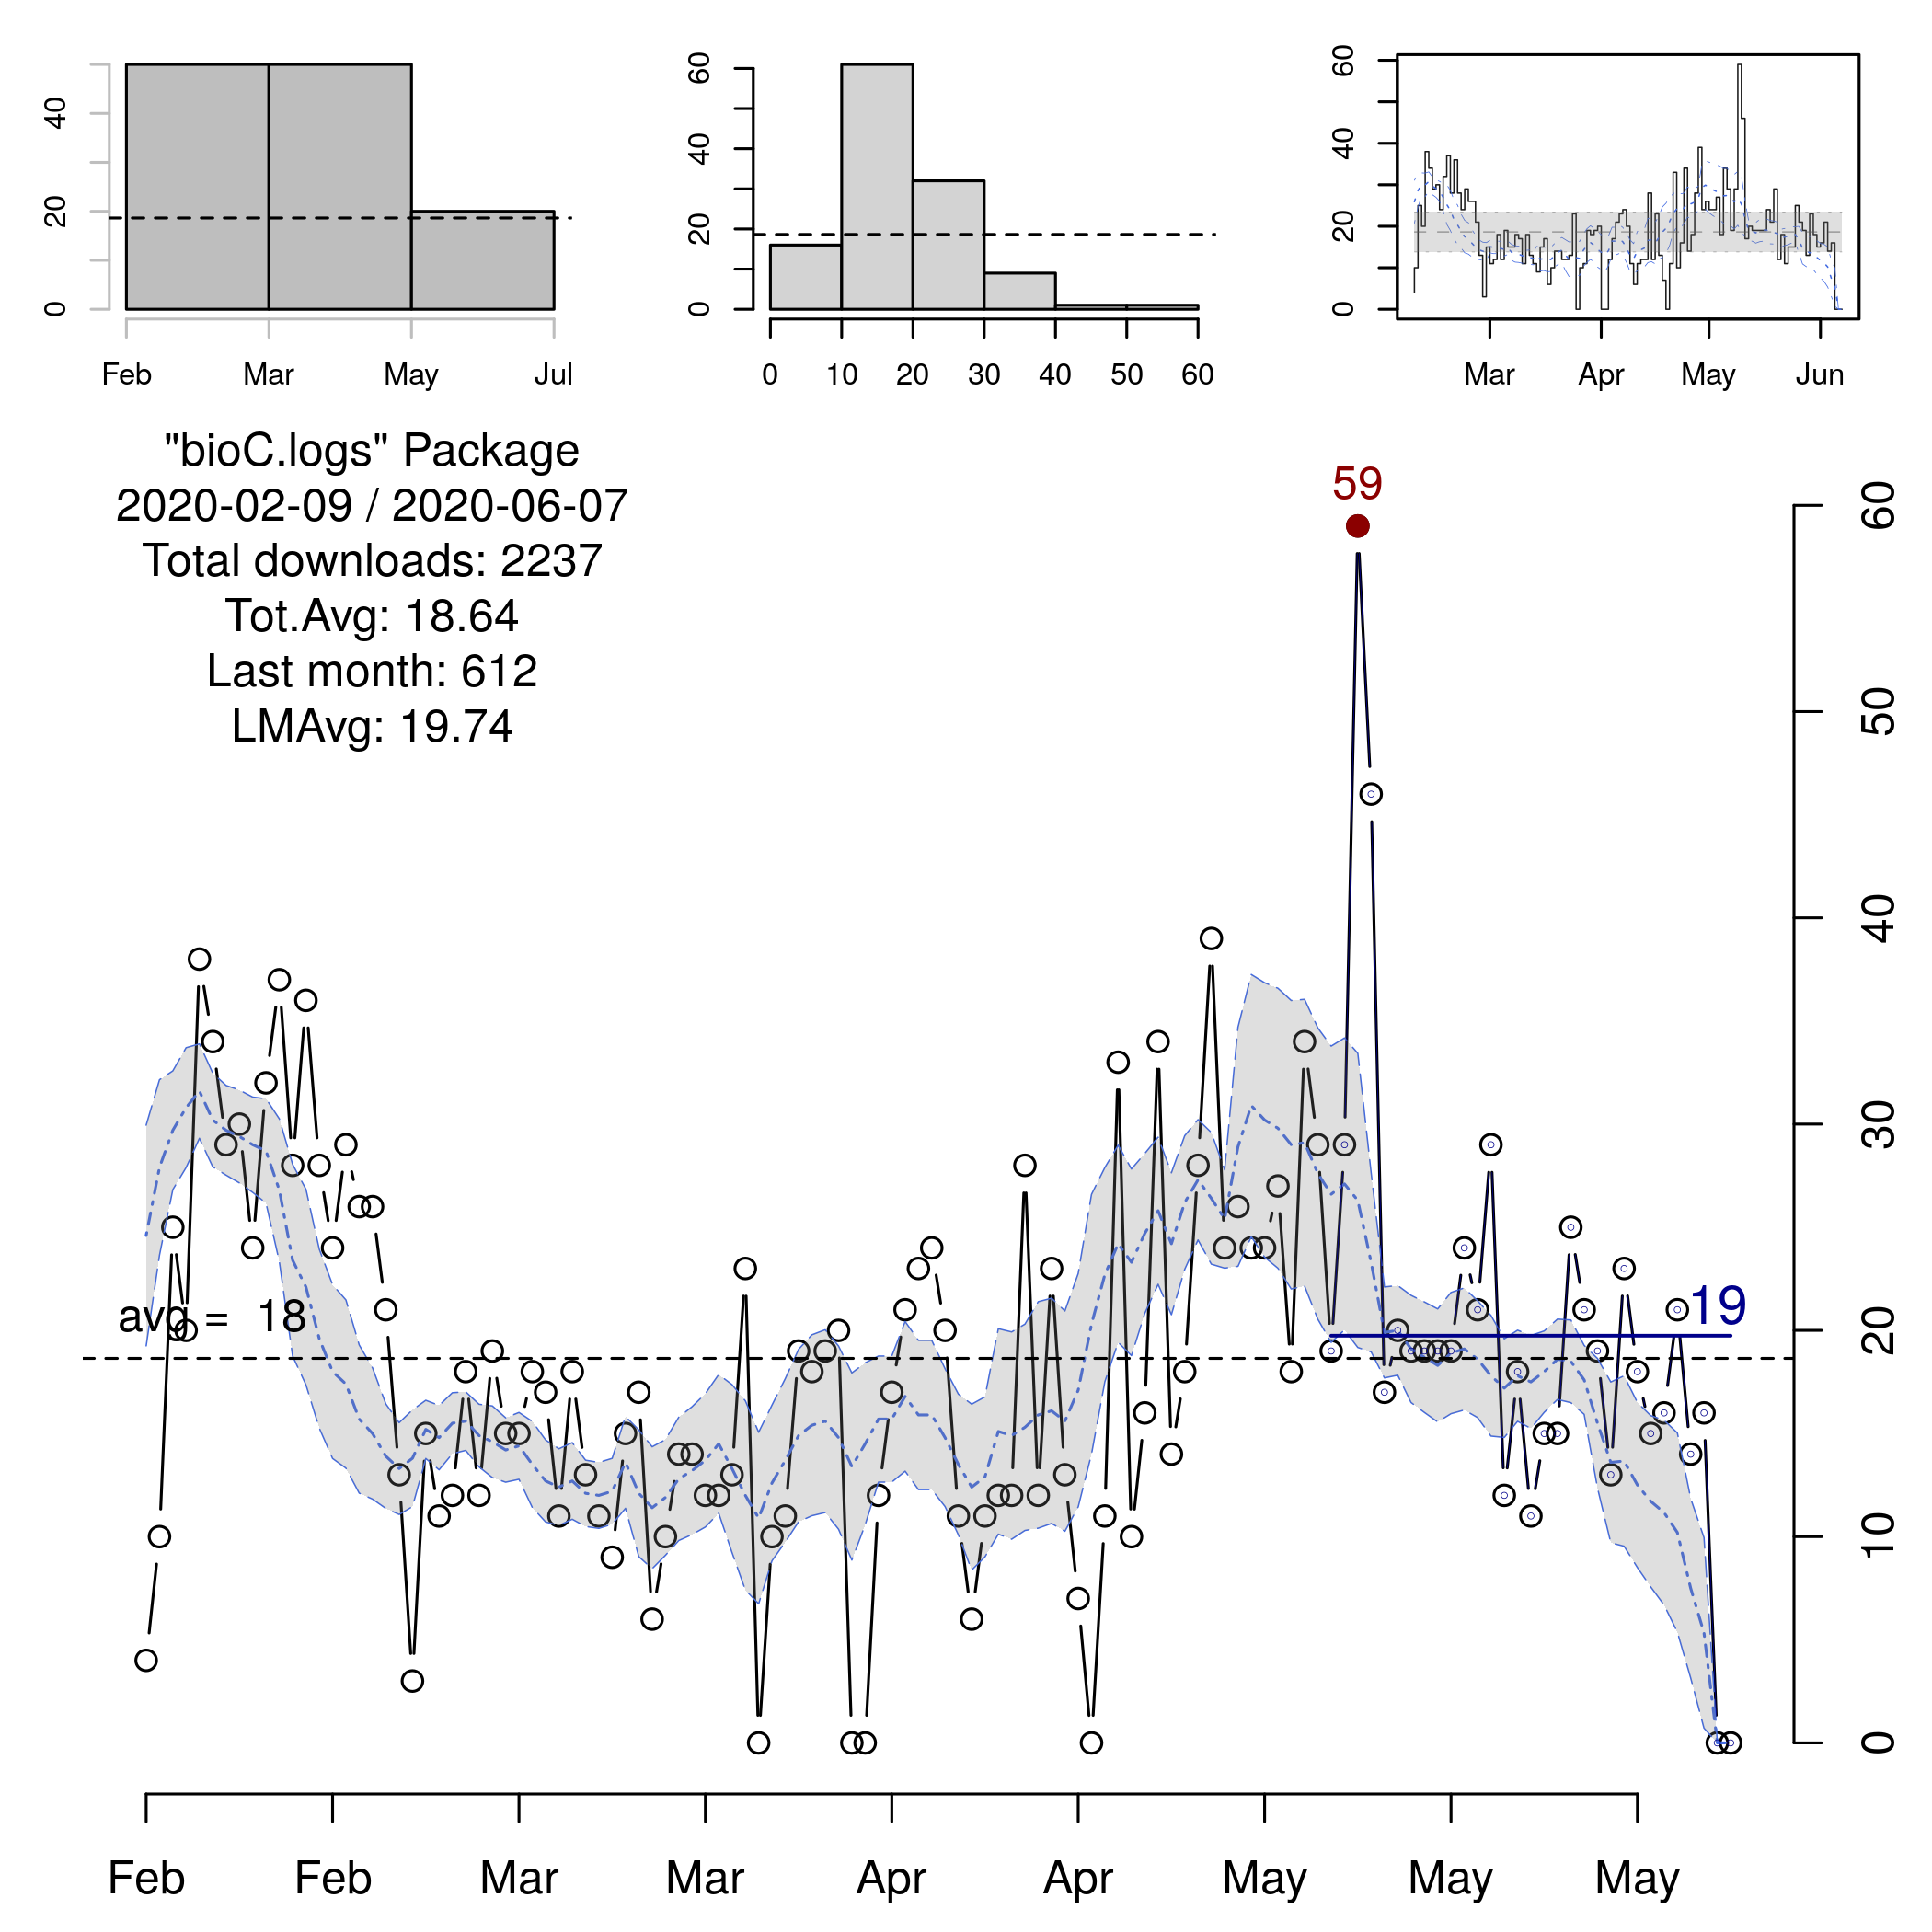 0 20 40
Feb Mar May Jul
0 20 40 60
0 10 20 30 40 50 60
0 20 40 60
Mar Apr May Jun
"bioC.logs" Package
2020-02-09 / 2020-06-07
Total downloads: 2237
Tot.Avg: 18.64
Last month: 612
LMAvg: 19.74
59
avg = 18
19
0 10 20 30 40 50 60
Feb Feb Mar Mar Apr Apr May May May